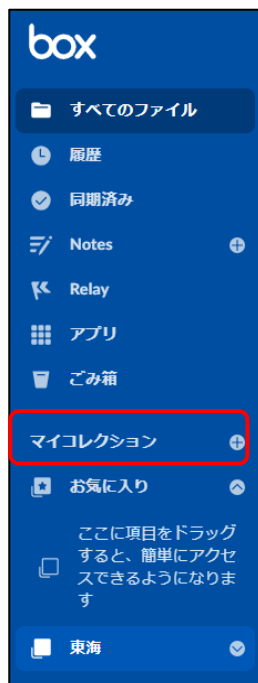 box
すべてのファイル
履歴
同期済み
Notes
Relay
アプリ
ごみ箱
マイコレクション
お気に入り
ここに項目をドラッグ
すると、簡単にアクセ
スできるようになりま
す
東海